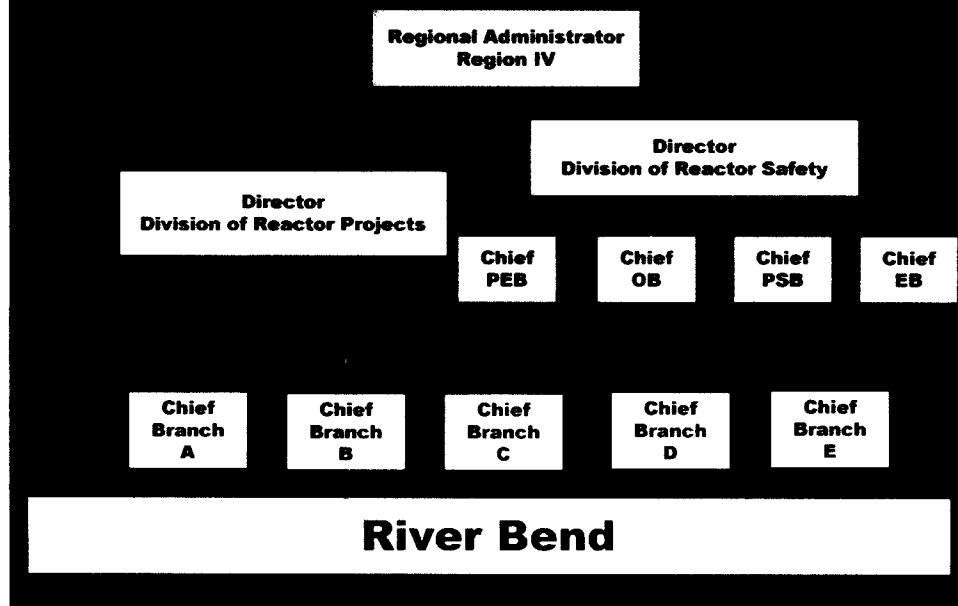 Regional Administrator
Region IV
Director
Division of Reactor Safety
Director
Division of Reactor Projects
Chief
PEB
Chief
OB
Chief
PSB
Chief
EB
Chief
Branch
A
Chief
Branch
B
Chief
Branch
C
Chief
Branch
D
Chief
Branch
E
River Bend